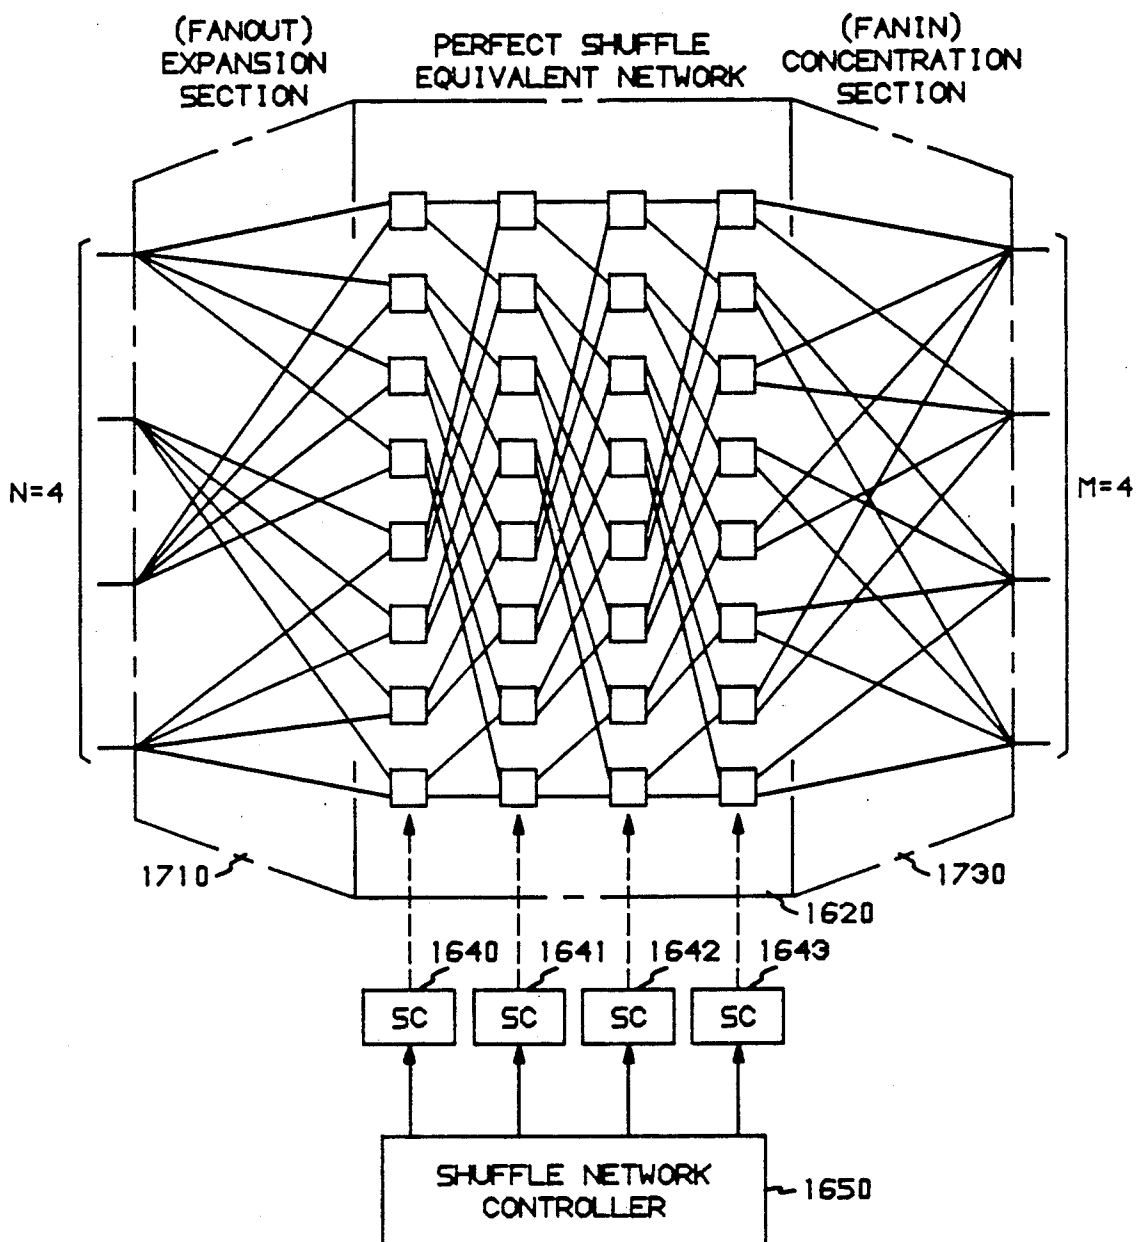 (FANOUT)
EXPANSION
SECTION
PERFECT SHUFFLE
EQUIVALENT NETWORK
(FANIN)
CONCENTRATION
SECTION
N=4
M=4
1710
1730
1620
1640
1641
1642
1643
SC
SC
SC
SC
SHUFFLE NETWORK
CONTROLLER
1650